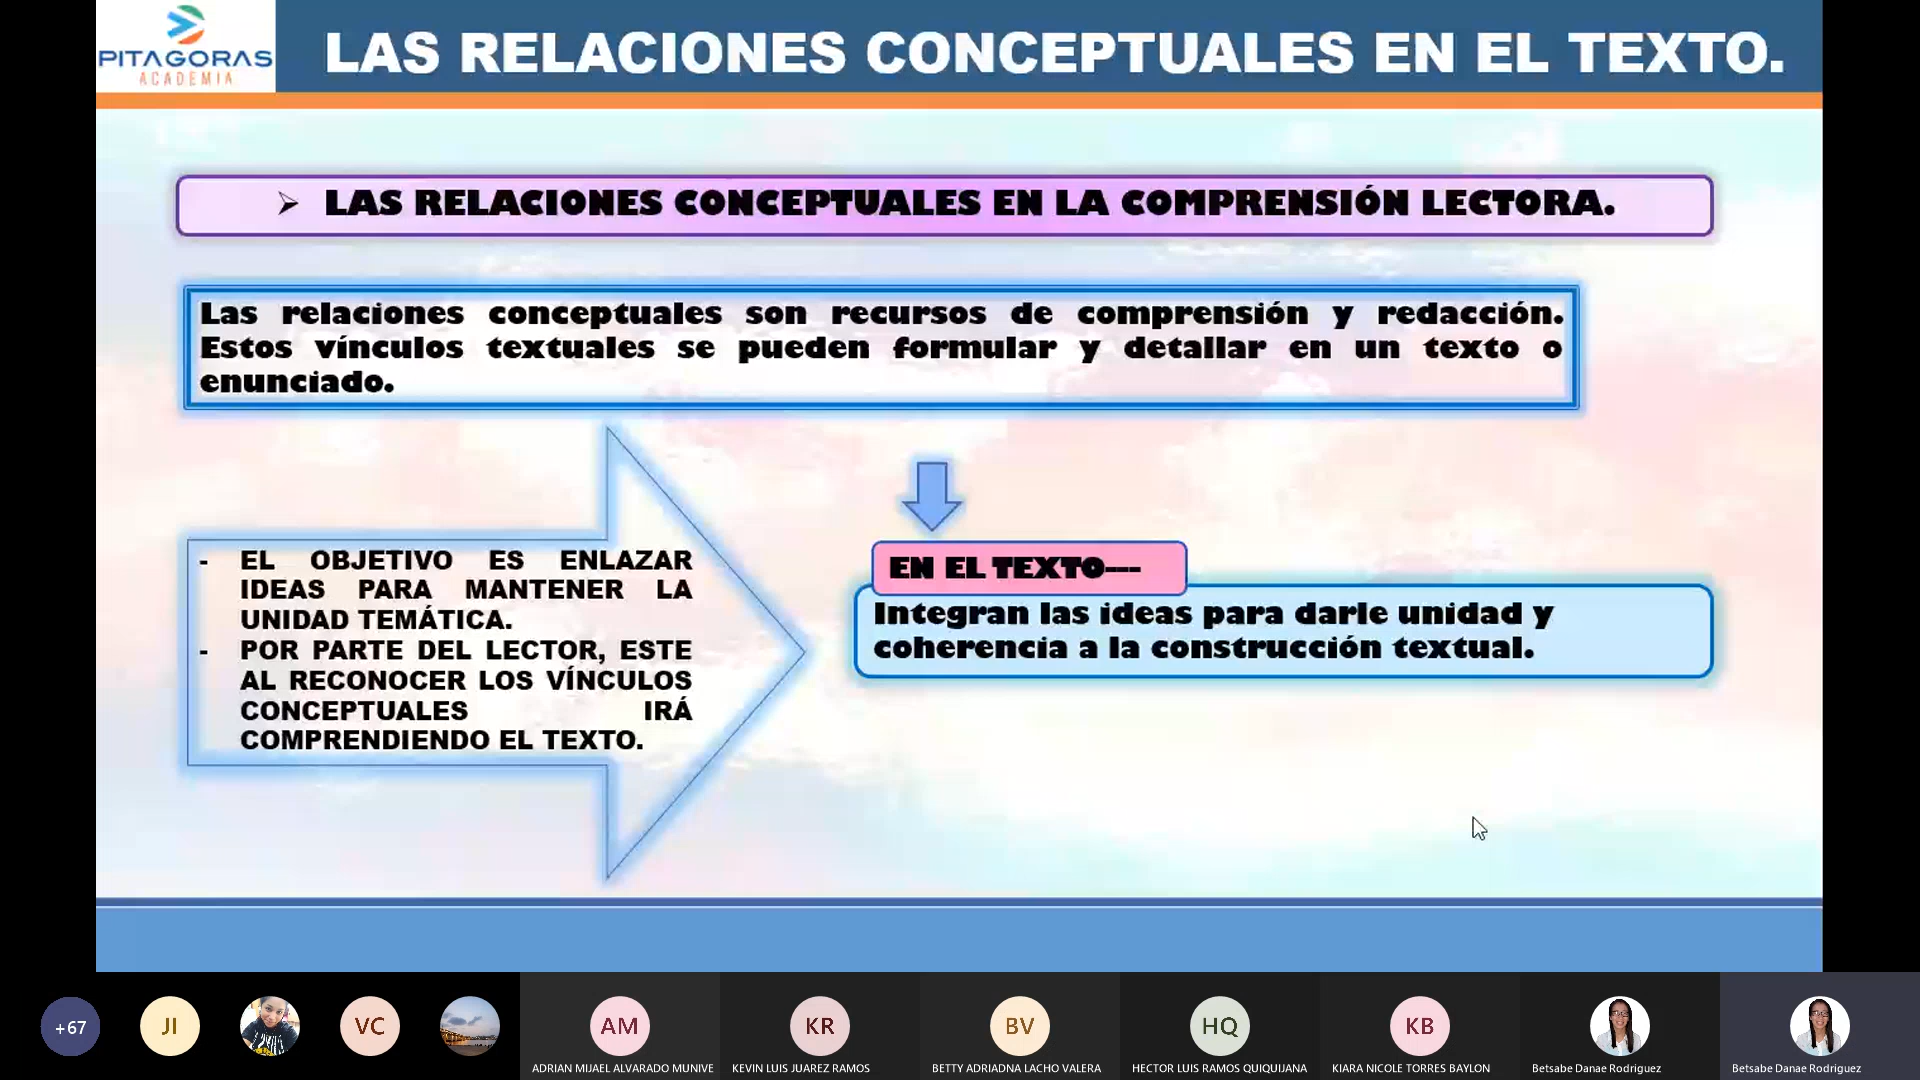 PITAGORAS
ACADEMIA
LAS RELACIONES CONCEPTUALES EN EL TEXTO.
➢ LAS RELACIONES CONCEPTUALES EN LA COMPRENSIÓN LECTORA.
Las relaciones conceptuales son recursos de comprensión y redacción.
Estos vínculos textuales se pueden formular y detallar en un texto o
enunciado.
- EL OBJETIVO ES ENLAZAR
IDEAS PARA MANTENER LA
UNIDAD TEMÁTICA.
- POR PARTE DEL LECTOR, ESTE
AL RECONOCER LOS VÍNCULOS
CONCEPTUALES IRÁ
COMPRENDIENDO EL TEXTO.
EN EL TEXTO---
Integran las ideas para darle unidad y
coherencia a la construcción textual.
+67
JI
VC
AM
KR
BV
HQ
KB
ADRIAN MIJAEL ALVARADO MUNIVE
KEVIN LUIS JUAREZ RAMOS
BETTY ADRIADNA LACHO VALERA
HECTOR LUIS RAMOS QUIQUIJANA
KIARA NICOLE TORRES BAYLON
Betsabe Danae Rodriguez
Betsabe Danae Rodriguez